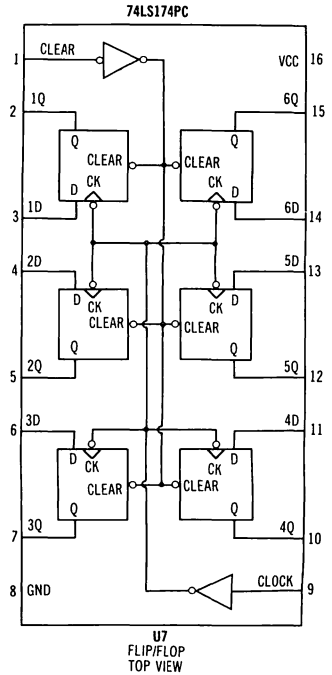 74LS174PC
1 CLEAR VCC 16
2 1Q 6Q 15
Q Q
CLEAR CLEAR
CK CK
D D
3 1D 6D 14
4 2D 5D 13
D D
CK CK
CLEAR CLEAR
Q Q
5 2Q 5Q 12
6 3D 4D 11
D D
CK CK
CLEAR CLEAR
Q Q
7 3Q 4Q 10
8 GND CLOCK 9
U7
FLIP/FLOP
TOP VIEW